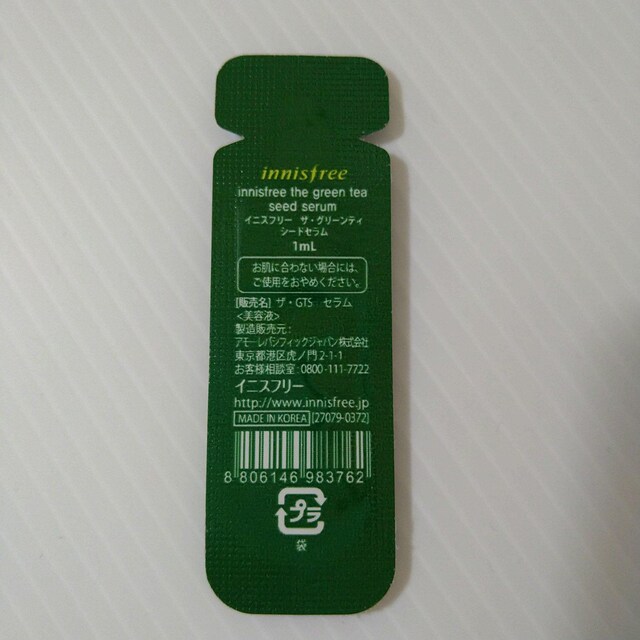 innisfree
innisfree the green tea
seed serum
イニスフリー ザ・グリーンティ
シードセラム
1mL
お肌に合わない場合には、
ご使用をおやめください。
[販売名] ザ・GTS セラム
<美容液>
製造販売元:
アモーレパシフィックジャパン株式会社
東京都港区虎ノ門2-1-1
お客様相談室:0800-111-7722
イニスフリー
http://www.innisfree.jp
MADE IN KOREA [27079-0372]
8 806146 983762
プラ
袋